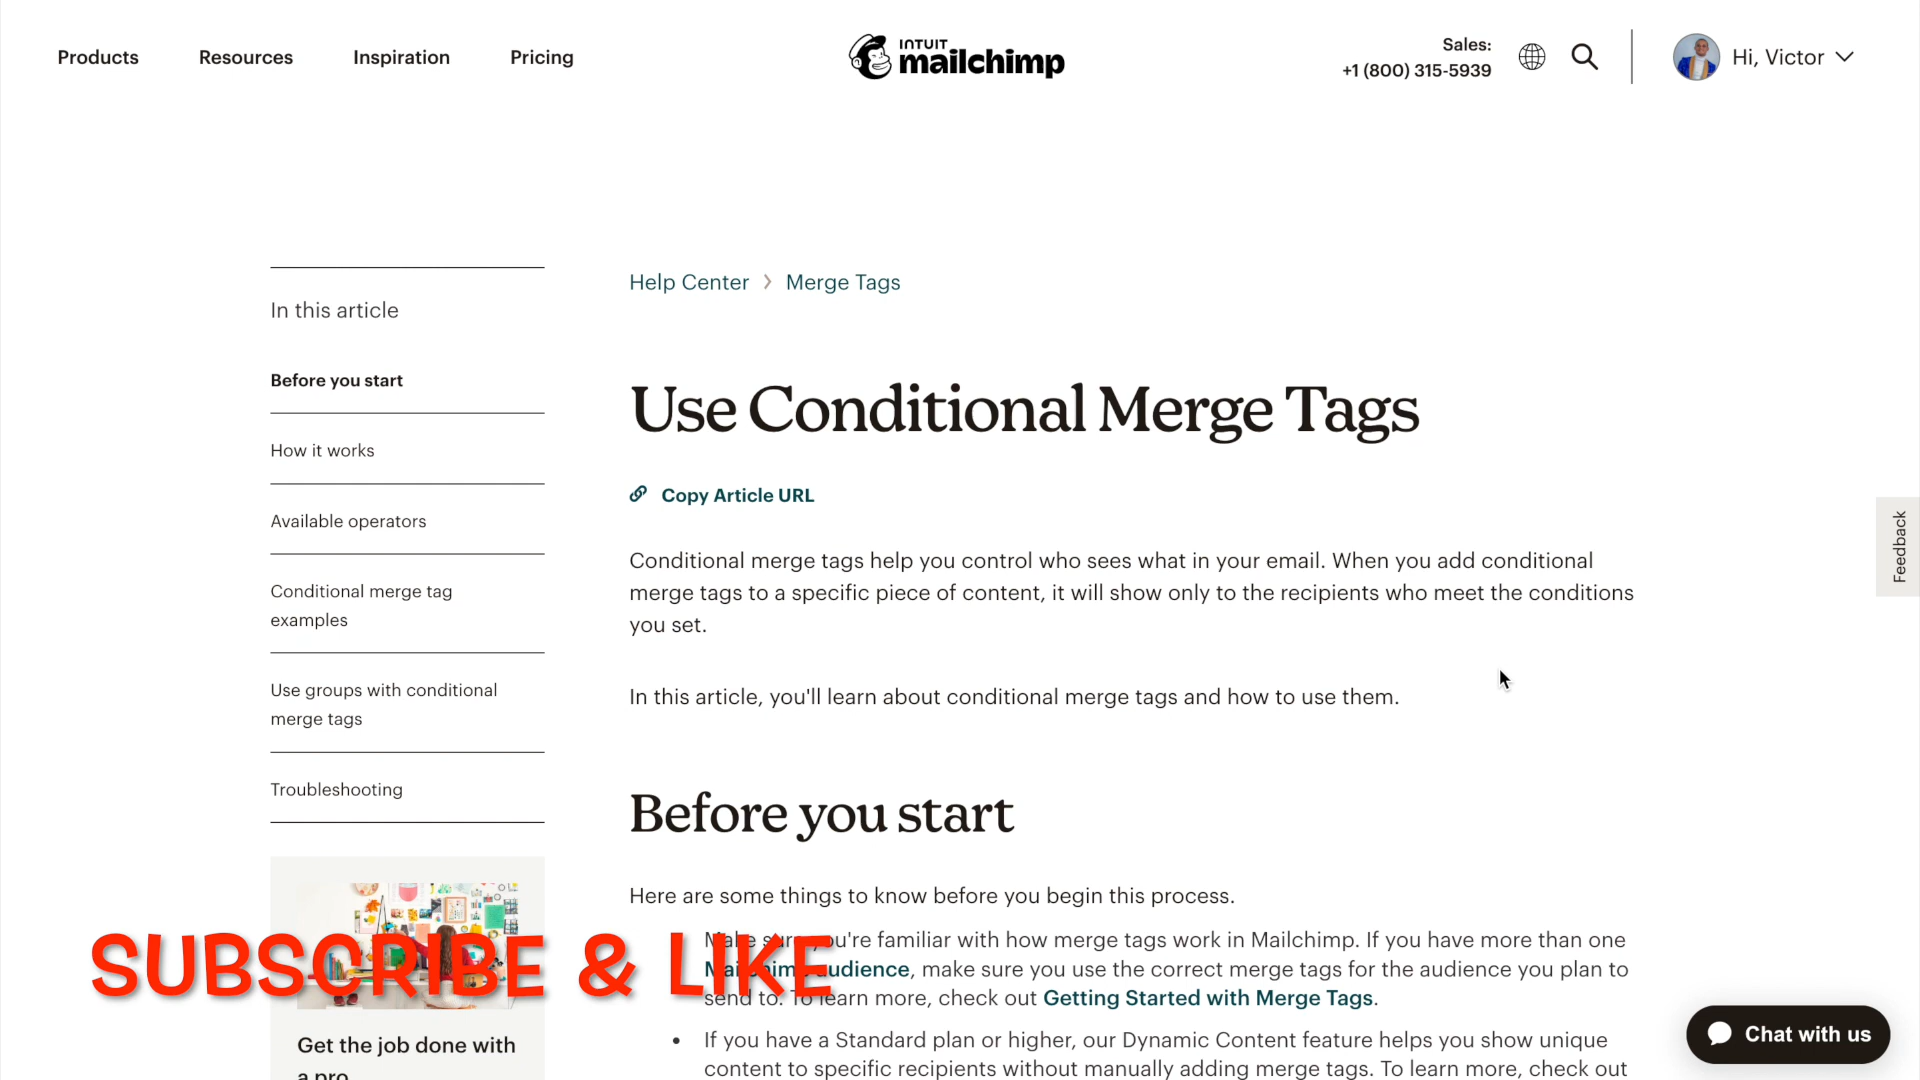 Products
Resources
Inspiration
Pricing
INTUIT
mailchimp
Sales:
+1 (800) 315-5939
Hi, Victor
In this article
Before you start
How it works
Available operators
Conditional merge tag
examples
Use groups with conditional
merge tags
Troubleshooting
Get the job done with
a pro
Help Center
Merge Tags
Use Conditional Merge Tags
Copy Article URL
Conditional merge tags help you control who sees what in your email. When you add conditional
merge tags to a specific piece of content, it will show only to the recipients who meet the conditions
you set.
In this article, you'll learn about conditional merge tags and how to use them.
Before you start
Here are some things to know before you begin this process.
Make sure you're familiar with how merge tags work in Mailchimp. If you have more than one
Mailchimp audience, make sure you use the correct merge tags for the audience you plan to
send to. To learn more, check out Getting Started with Merge Tags.
• If you have a Standard plan or higher, our Dynamic Content feature helps you show unique
content to specific recipients without manually adding merge tags. To learn more, check out
SUBSCRIBE & LIKE
Feedback
Chat with us